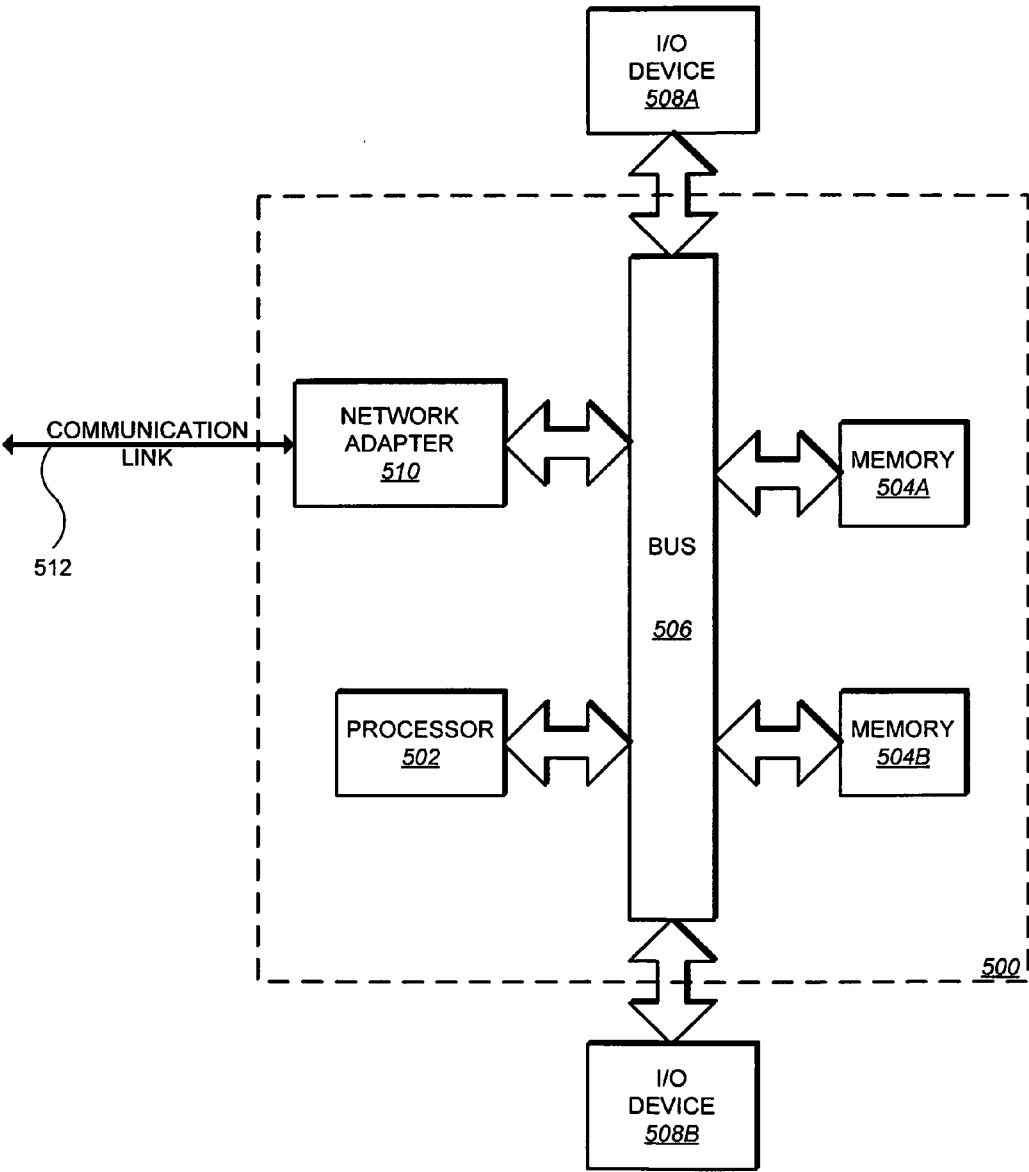 I/O
DEVICE
508A
NETWORK
ADAPTER
510
COMMUNICATION
LINK
512
MEMORY
504A
BUS
506
PROCESSOR
502
MEMORY
504B
500
I/O
DEVICE
508B